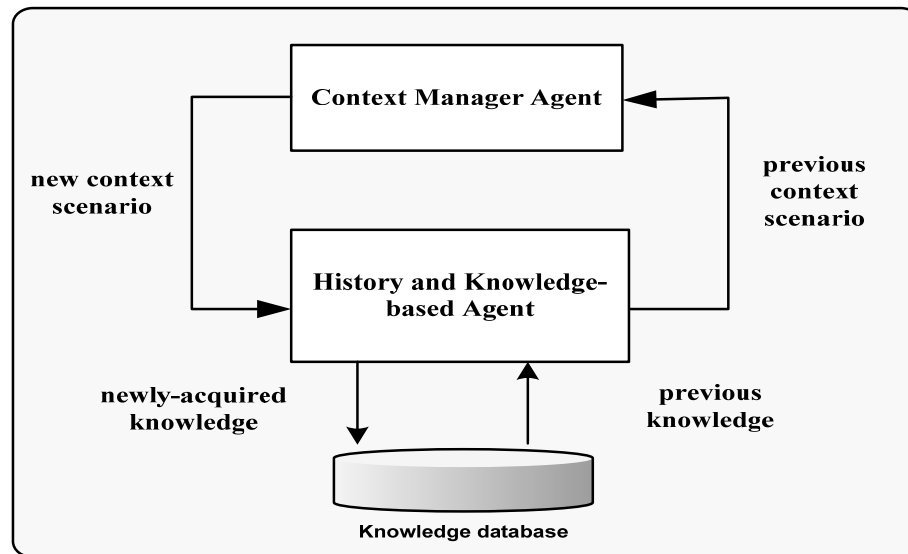 Context Manager Agent
new context
scenario
previous
context
scenario
History and Knowledge-
based Agent
newly-acquired
knowledge
previous
knowledge
Knowledge database